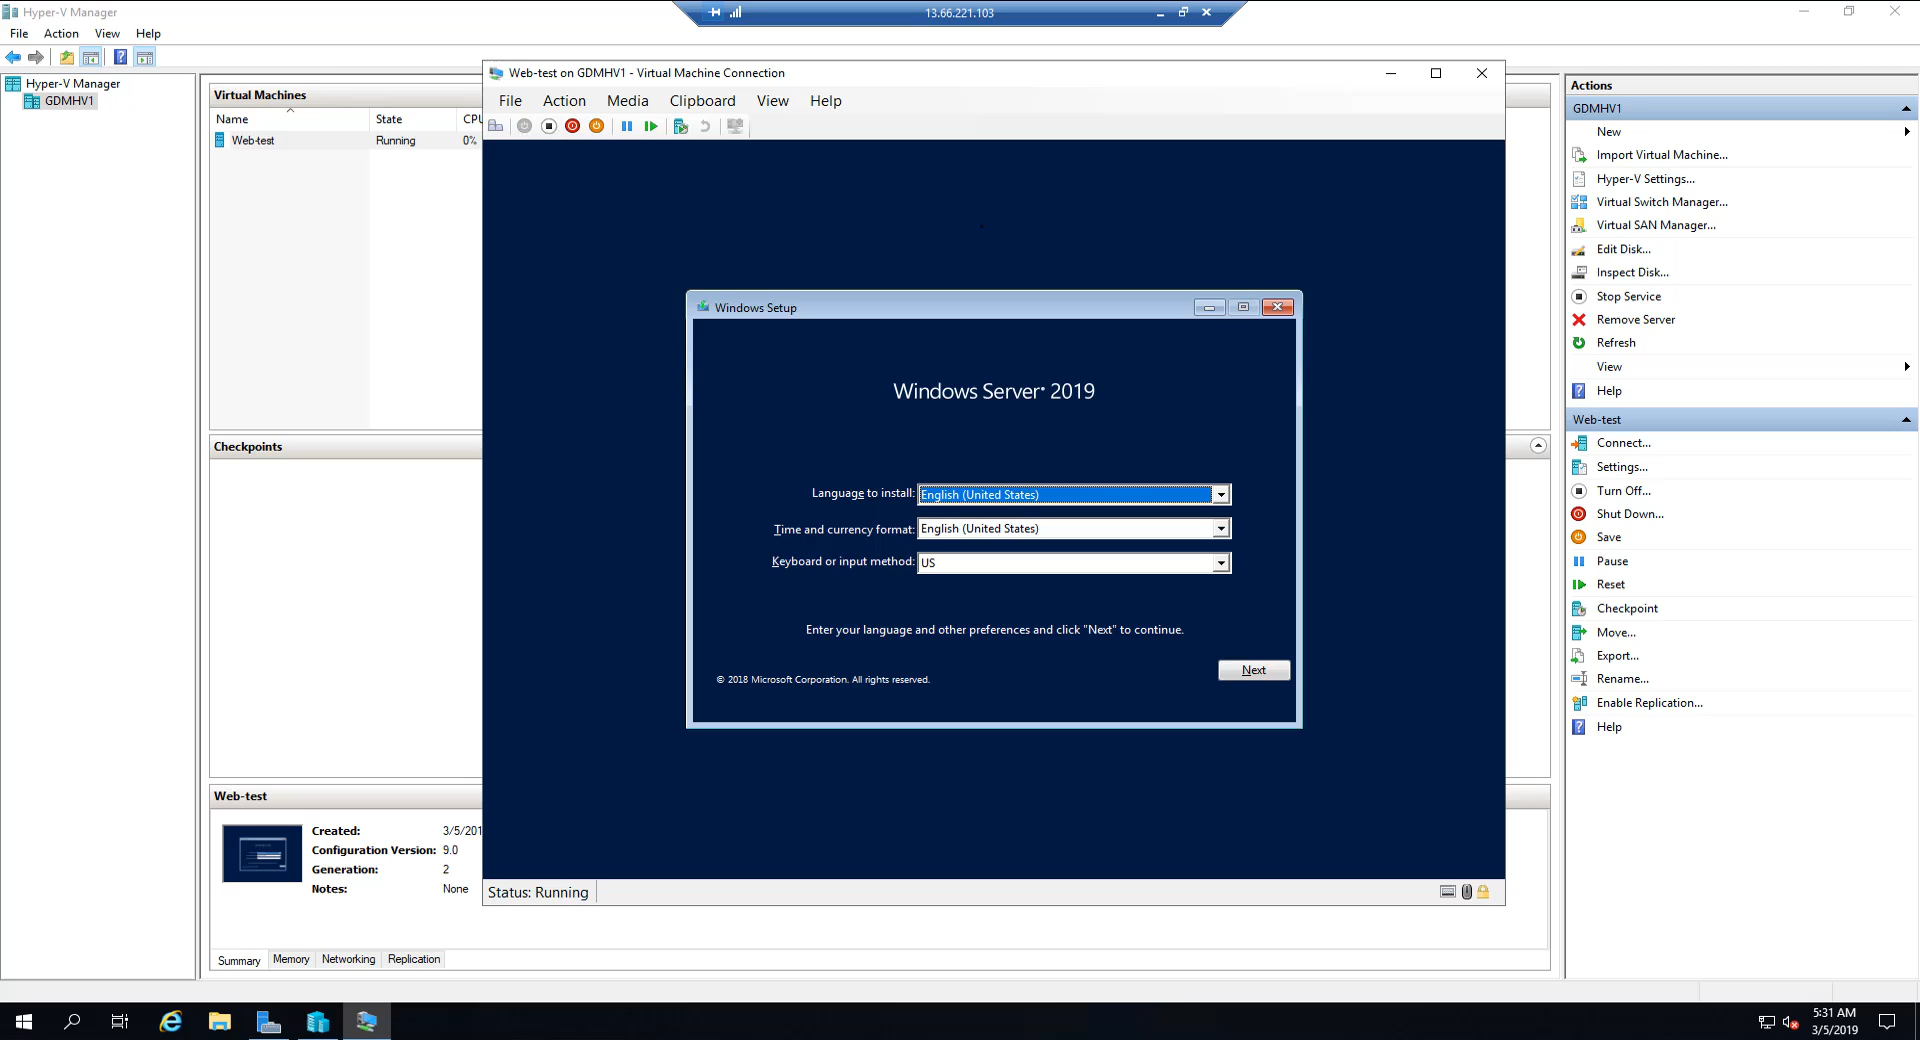 Hyper-V Manager
13.66.221.103
File Action View Help
Hyper-V Manager
GDMHV1
Virtual Machines
Name State CPU
Web-test Running 0%
Checkpoints
Web-test
Created: 3/5/201
Configuration Version: 9.0
Generation: 2
Notes: None
Summary Memory Networking Replication
Web-test on GDMHV1 - Virtual Machine Connection
File Action Media Clipboard View Help
Windows Setup
Windows Server® 2019
Language to install: English (United States)
Time and currency format: English (United States)
Keyboard or input method: US
Enter your language and other preferences and click "Next" to continue.
Next
© 2018 Microsoft Corporation. All rights reserved.
Status: Running
Actions
GDMHV1
New
Import Virtual Machine...
Hyper-V Settings...
Virtual Switch Manager...
Virtual SAN Manager...
Edit Disk...
Inspect Disk...
Stop Service
Remove Server
Refresh
View
Help
Web-test
Connect...
Settings...
Turn Off...
Shut Down...
Save
Pause
Reset
Checkpoint
Move...
Export...
Rename...
Enable Replication...
Help
5:31 AM
3/5/2019